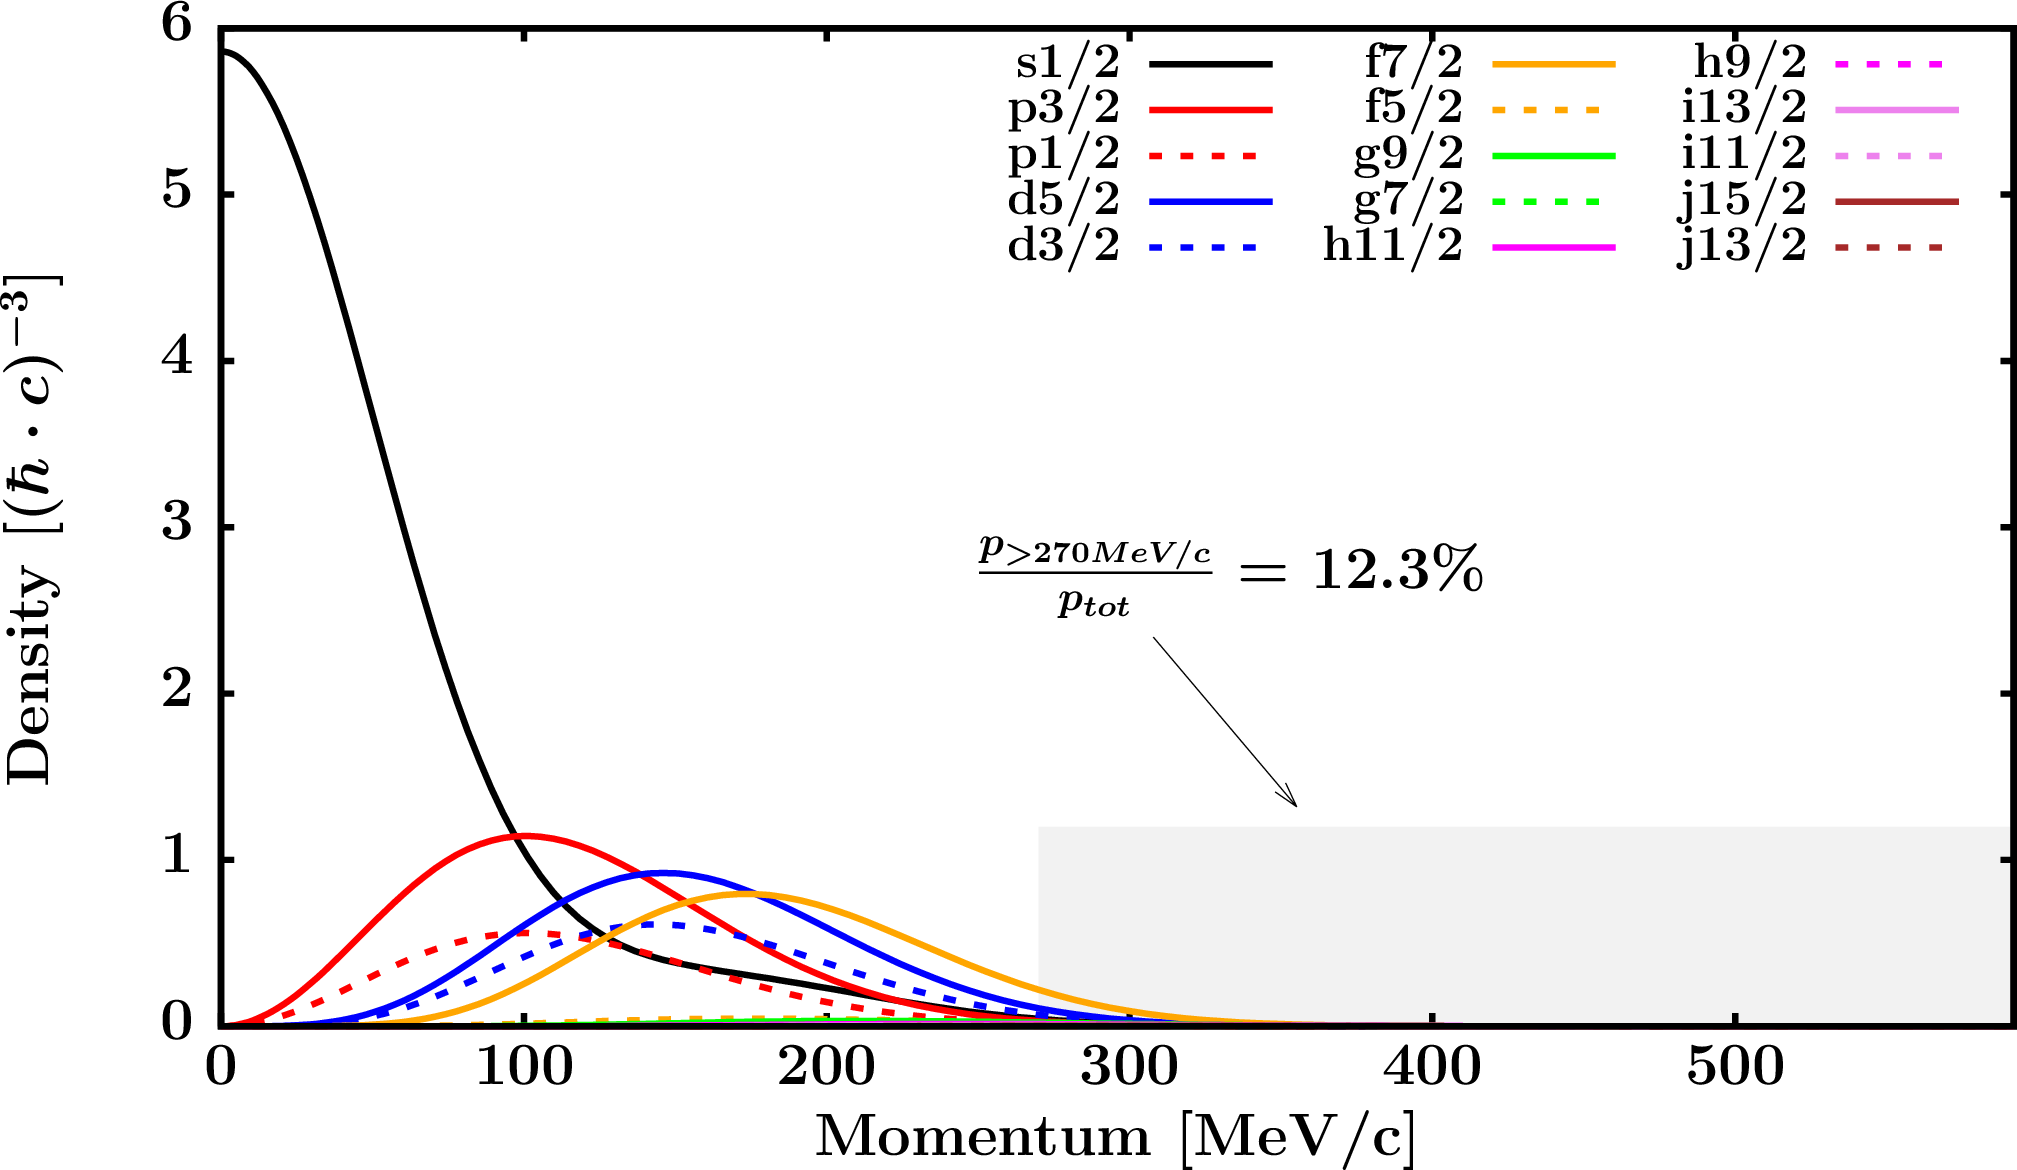 6
5
4
3
2
1
0
Density [(ℏ · c)⁻³]
s1/2
p3/2
p1/2
d5/2
d3/2
f7/2
f5/2
g9/2
g7/2
h11/2
h9/2
i13/2
i11/2
j15/2
j13/2
p>270MeV/c
= 12.3%
ptot
0 100 200 300 400 500
Momentum [MeV/c]